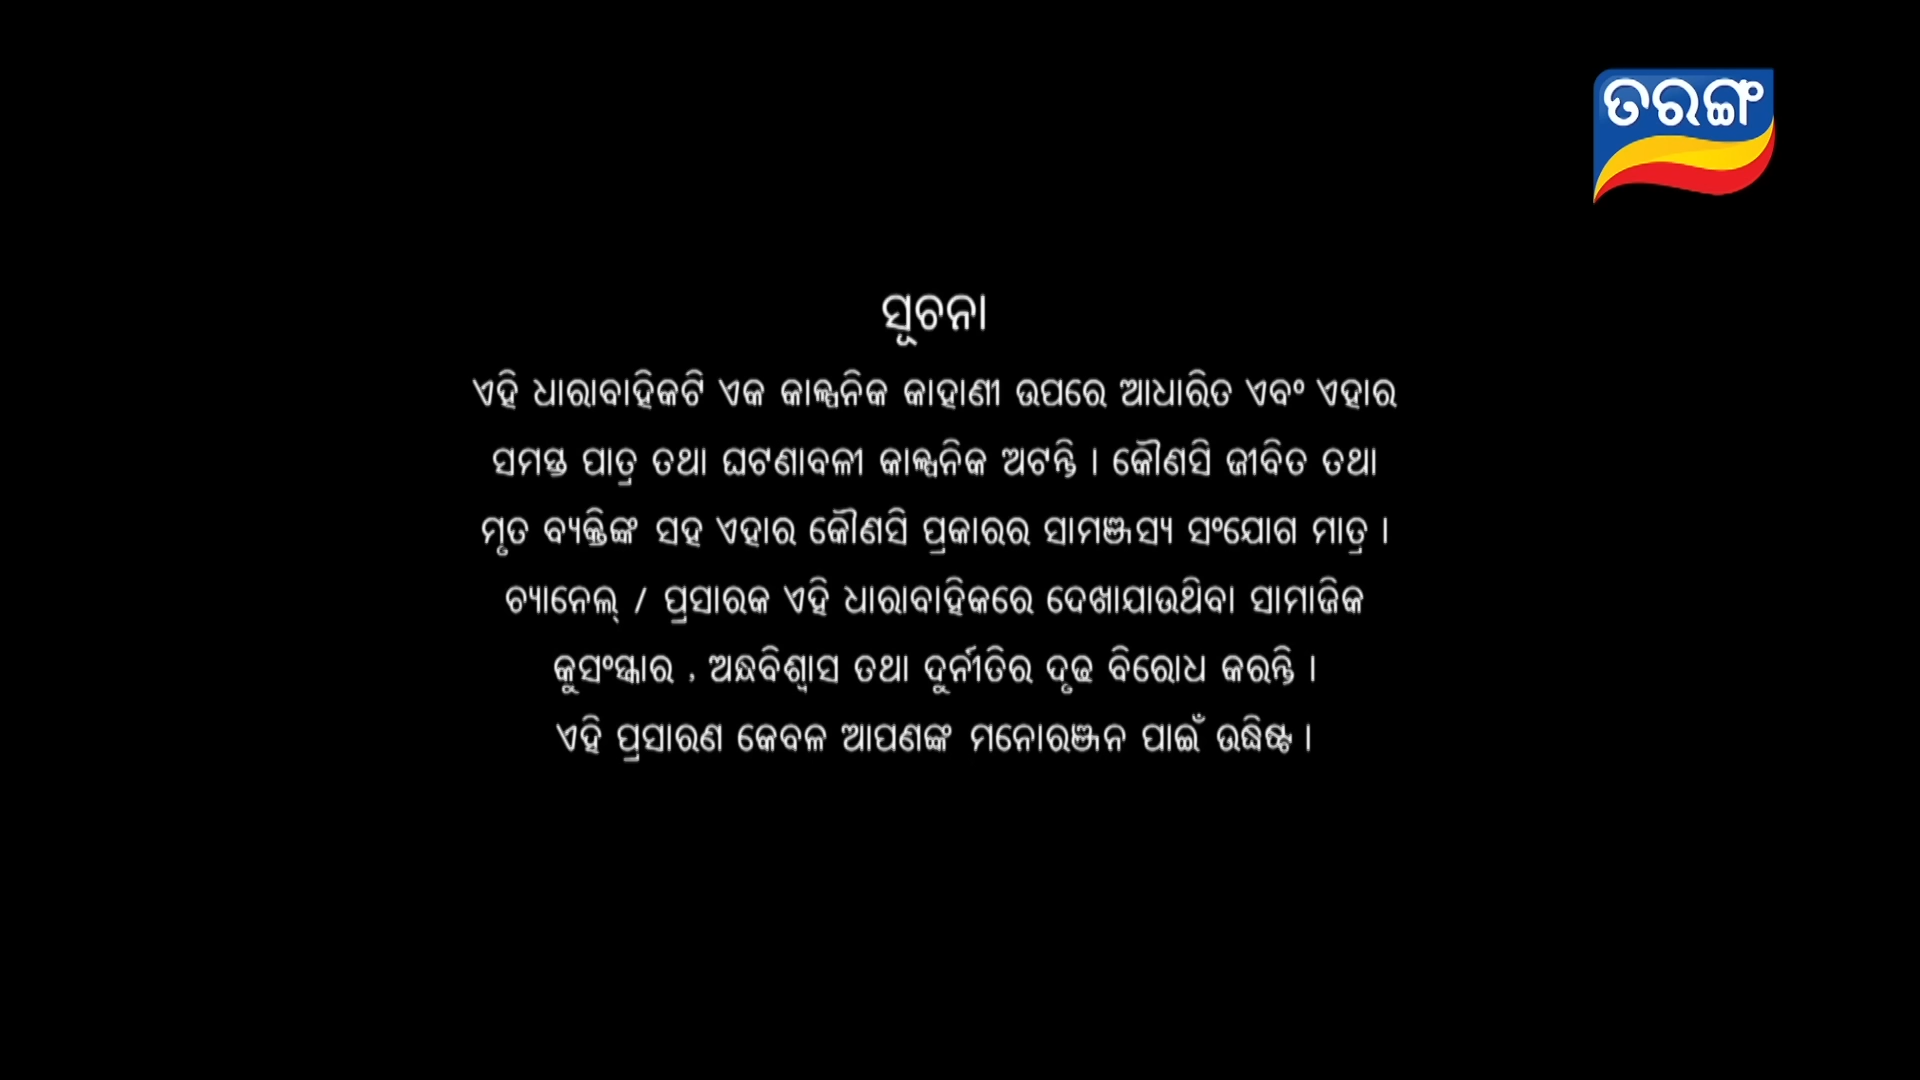 ତରଙ୍ଗ
ସୂଚନା
ଏହି ଧାରାବାହିକଟି ଏକ କାଳ୍ପନିକ କାହାଣୀ ଉପରେ ଆଧାରିତ ଏବଂ ଏହାର
ସମସ୍ତ ପାତ୍ର ତଥା ଘଟଣାବଳୀ କାଳ୍ପନିକ ଅଟନ୍ତି । କୌଣସି ଜୀବିତ ତଥା
ମୃତ ବ୍ୟକ୍ତିଙ୍କ ସହ ଏହାର କୌଣସି ପ୍ରକାରର ସାମଞ୍ଜସ୍ୟ ସଂଯୋଗ ମାତ୍ର ।
ଚ୍ୟାନେଲ୍ / ପ୍ରସାରକ ଏହି ଧାରାବାହିକରେ ଦେଖାଯାଉଥିବା ସାମାଜିକ
କୁସଂସ୍କାର , ଅନ୍ଧବିଶ୍ୱାସ ତଥା ଦୁର୍ନୀତିର ଦୃଢ ବିରୋଧ କରନ୍ତି ।
ଏହି ପ୍ରସାରଣ କେବଳ ଆପଣଙ୍କ ମନୋରଞ୍ଜନ ପାଇଁ ଉଦ୍ଧିଷ୍ଟ ।